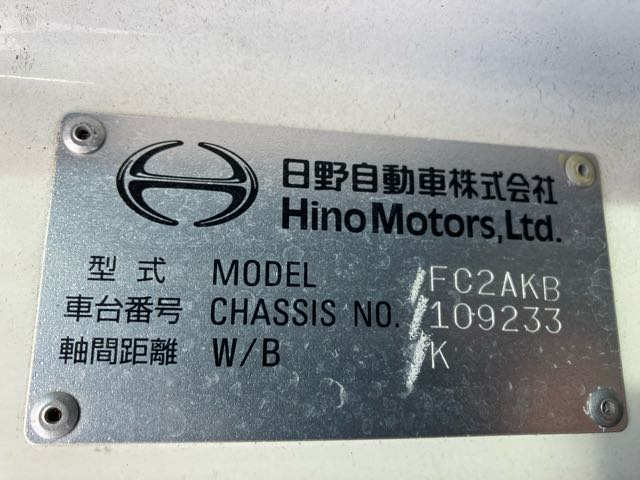 日野自動車株式会社
Hino Motors, Ltd.
型式 MODEL /FC2AKB
車台番号 CHASSIS NO. /109233
軸間距離 W/B /K